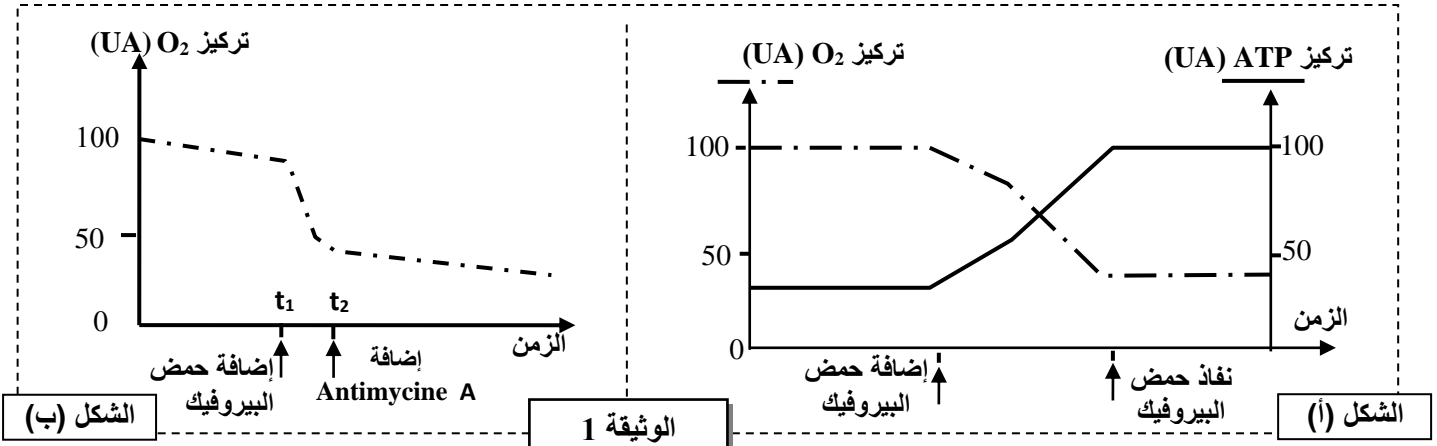 تركيز ATP (UA)
تركيز O₂ (UA)
100
100
50
50
0
الزمن
إضافة حمض
البيروفيك
نفاذ حمض
البيروفيك
الشكل (أ)
تركيز O₂ (UA)
100
50
0
t₁
t₂
الزمن
إضافة حمض
البيروفيك
إضافة
Antimycine A
الشكل (ب)
الوثيقة 1